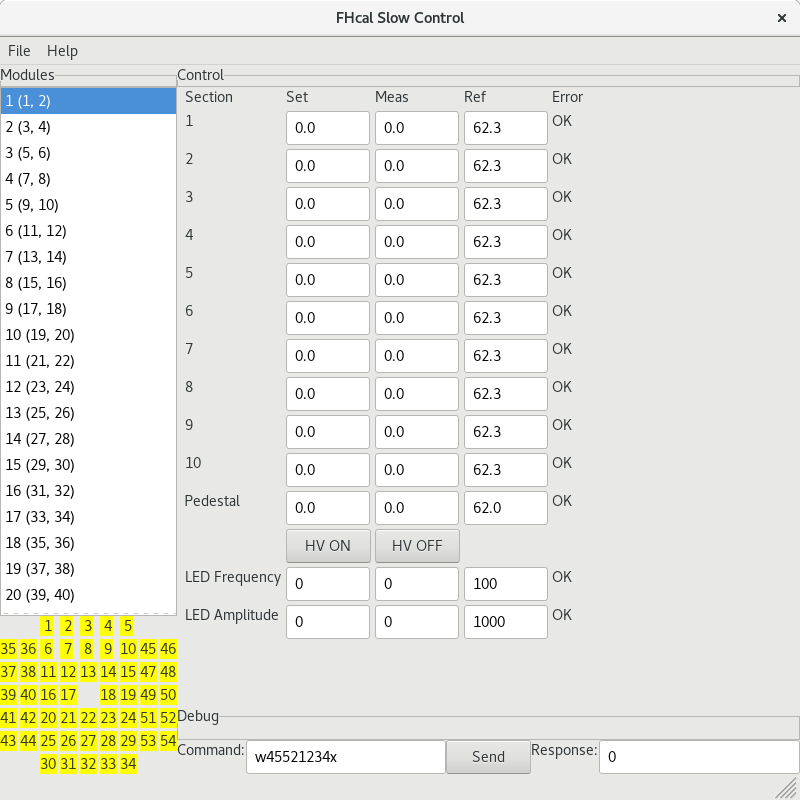 FHcal Slow Control ×
File Help
Modules
1 (1, 2)
2 (3, 4)
3 (5, 6)
4 (7, 8)
5 (9, 10)
6 (11, 12)
7 (13, 14)
8 (15, 16)
9 (17, 18)
10 (19, 20)
11 (21, 22)
12 (23, 24)
13 (25, 26)
14 (27, 28)
15 (29, 30)
16 (31, 32)
17 (33, 34)
18 (35, 36)
19 (37, 38)
20 (39, 40)
1 2 3 4 5
35 36 6 7 8 9 10 45 46
37 38 11 12 13 14 15 47 48
39 40 16 17 18 19 49 50
41 42 20 21 22 23 24 51 52
43 44 25 26 27 28 29 53 54
30 31 32 33 34
Control
Section Set Meas Ref Error
1 0.0 0.0 62.3 OK
2 0.0 0.0 62.3 OK
3 0.0 0.0 62.3 OK
4 0.0 0.0 62.3 OK
5 0.0 0.0 62.3 OK
6 0.0 0.0 62.3 OK
7 0.0 0.0 62.3 OK
8 0.0 0.0 62.3 OK
9 0.0 0.0 62.3 OK
10 0.0 0.0 62.3 OK
Pedestal 0.0 0.0 62.0 OK
HV ON HV OFF
LED Frequency 0 0 100 OK
LED Amplitude 0 0 1000 OK
Debug
Command: w45521234x Send Response: 0